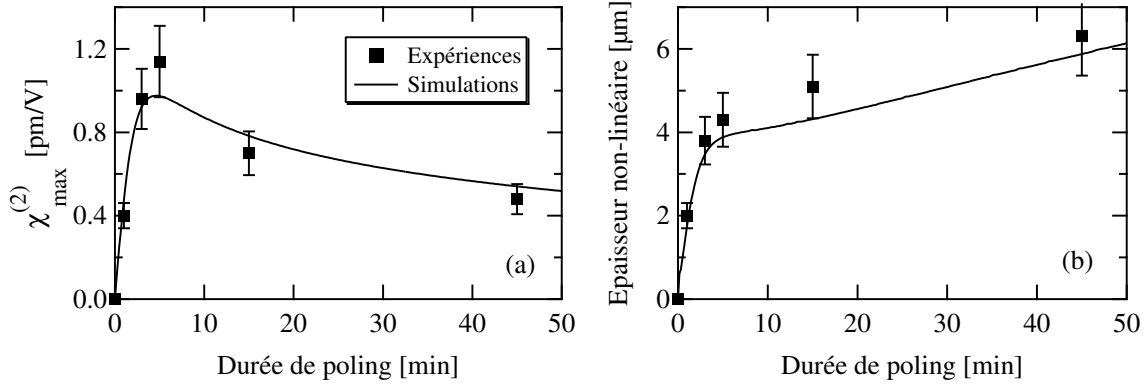 χ(2)max [pm/V]
1.2
0.8
0.4
0.0
Expériences
Simulations
(a)
0 10 20 30 40 50
Durée de poling [min]
Epaisseur non-linéaire [µm]
6
4
2
0
(b)
0 10 20 30 40 50
Durée de poling [min]